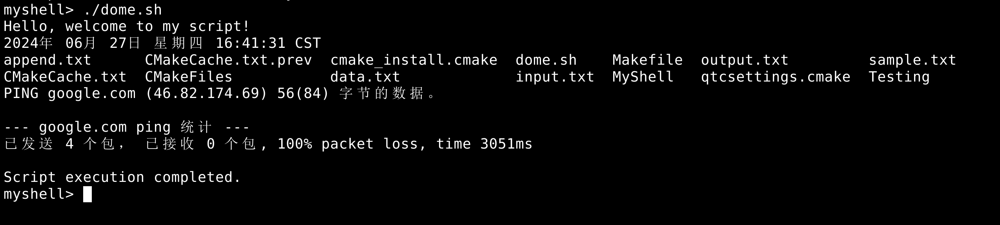 myshell> ./dome.sh
Hello, welcome to my script!
2024年 06月 27日 星期四 16:41:31 CST
append.txt      CMakeCache.txt.prev  cmake_install.cmake  dome.sh    Makefile  output.txt         sample.txt
CMakeCache.txt  CMakeFiles           data.txt             input.txt  MyShell   qtcsettings.cmake  Testing
PING google.com (46.82.174.69) 56(84) 字节的数据。
--- google.com ping 统计 ---
已发送 4 个包， 已接收 0 个包, 100% packet loss, time 3051ms
Script execution completed.
myshell>